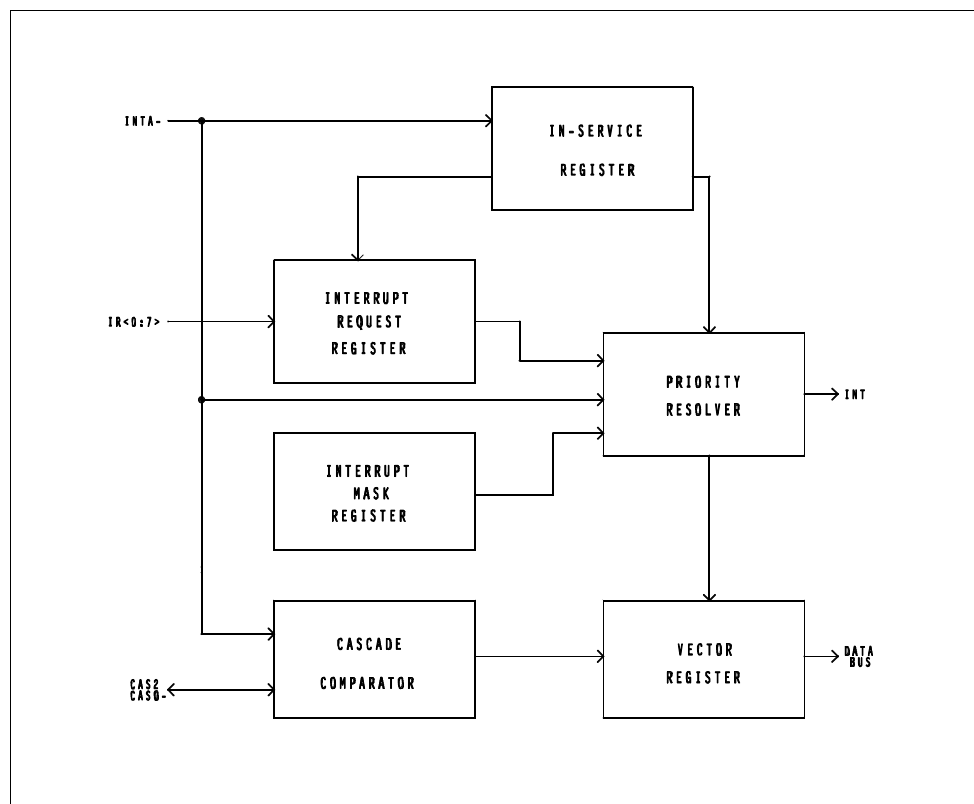 INTA-
IN-SERVICE
REGISTER
INTERRUPT
REQUEST
REGISTER
IR<0:7>
PRIORITY
RESOLVER
INT
INTERRUPT
MASK
REGISTER
CASCADE
COMPARATOR
VECTOR
REGISTER
DATA
BUS
CAS2
CAS0-